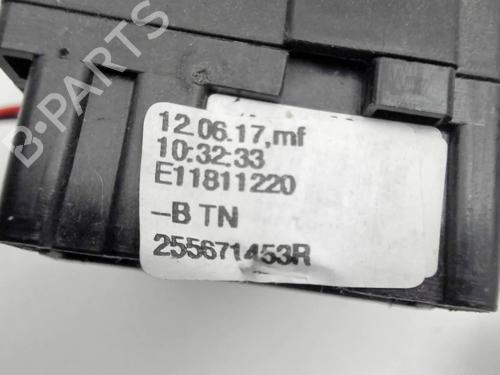 B-PARTS
12.06.17,mf
10:32:33
E11811220
–B TN
255671453R